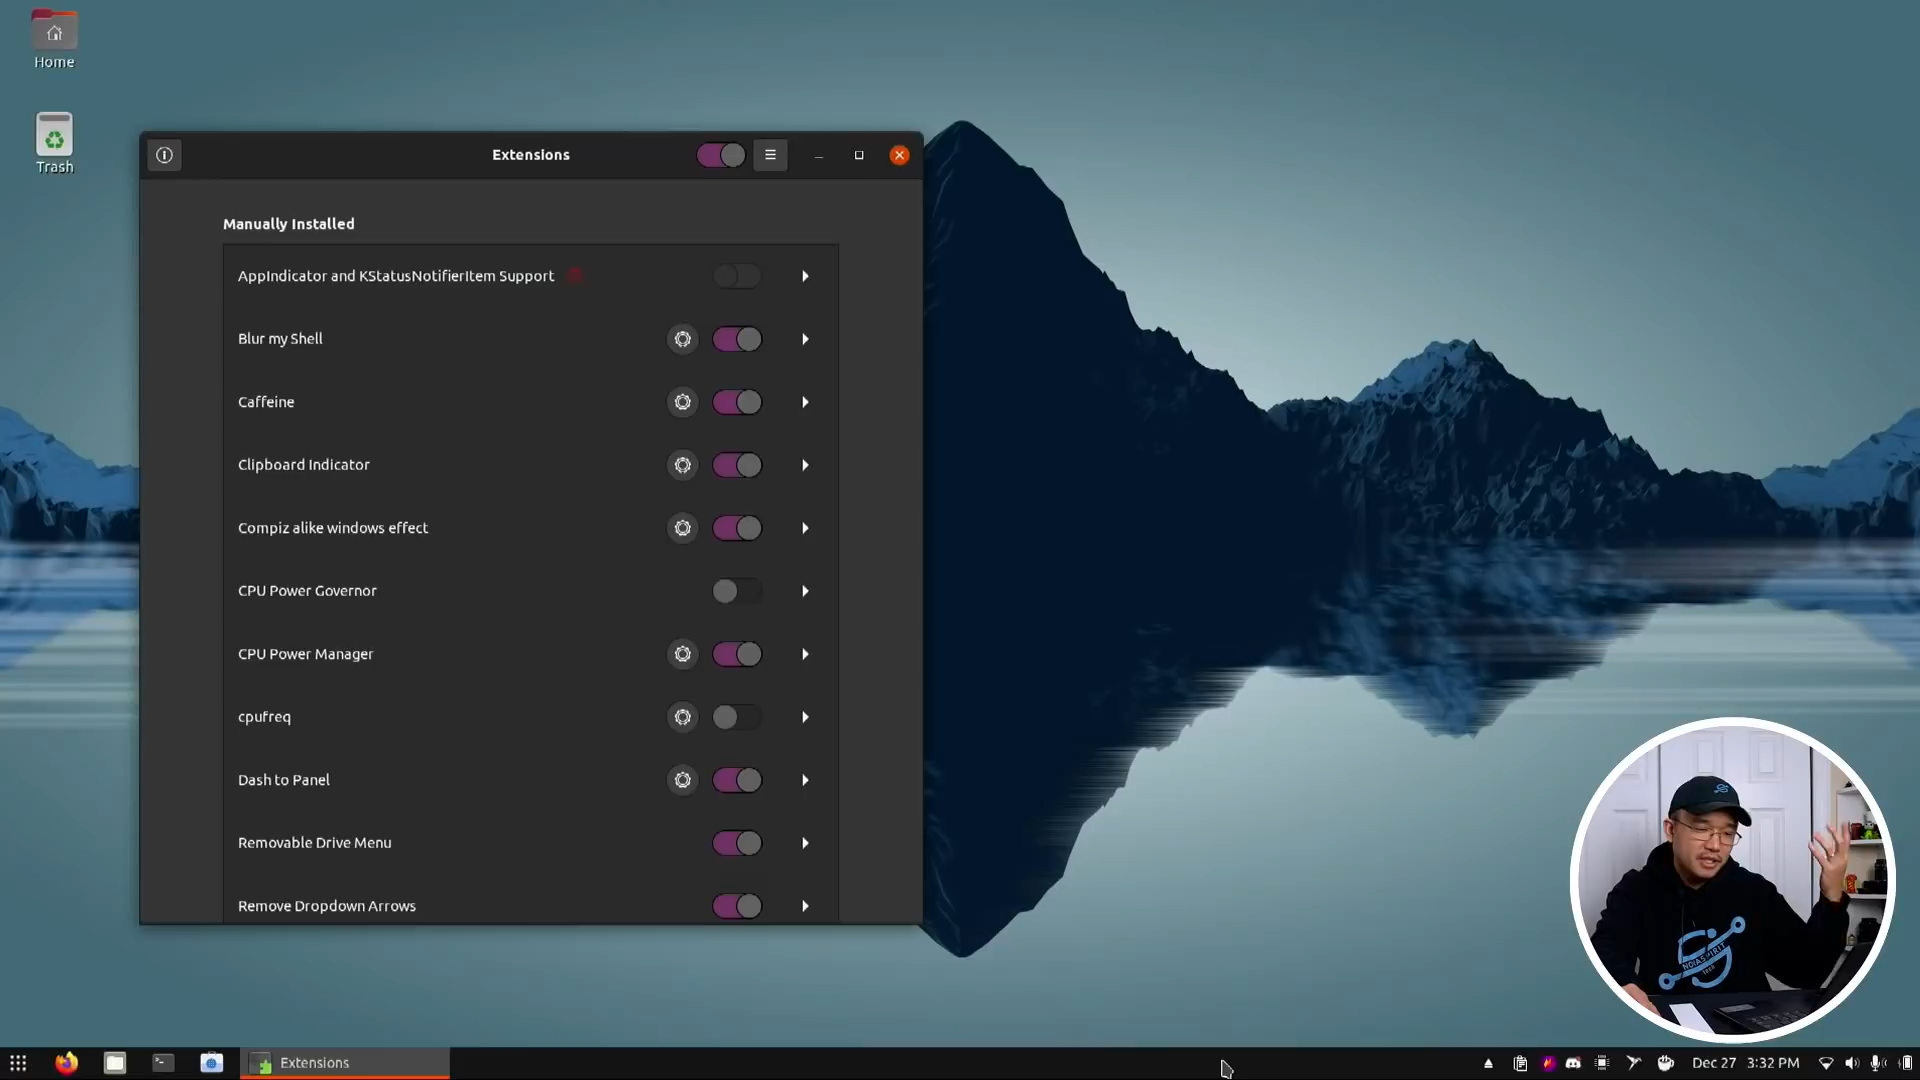 Home
Trash
Extensions
Manually Installed
AppIndicator and KStatusNotifierItem Support
Blur my Shell
Caffeine
Clipboard Indicator
Compiz alike windows effect
CPU Power Governor
CPU Power Manager
cpufreq
Dash to Panel
Removable Drive Menu
Remove Dropdown Arrows
NOIASPIRIT
Extensions
Dec 27 3:32 PM